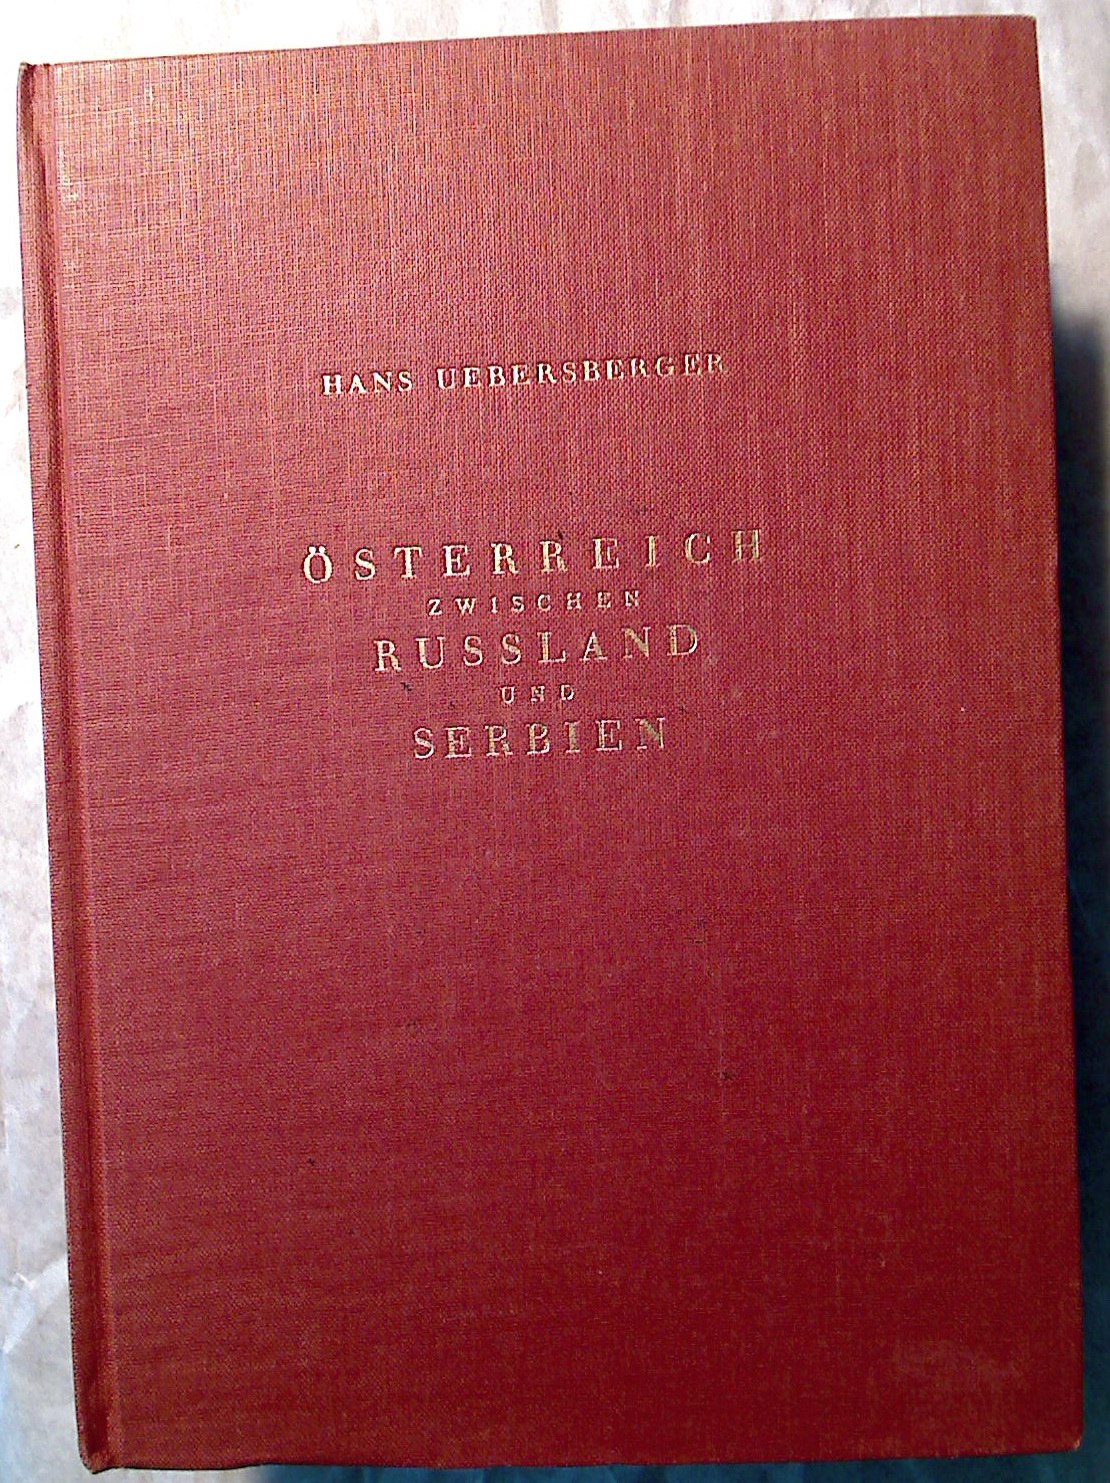 HANS UEBERSBERGER
ÖSTERREICH
ZWISCHEN
RUSSLAND
UND
SERBIEN